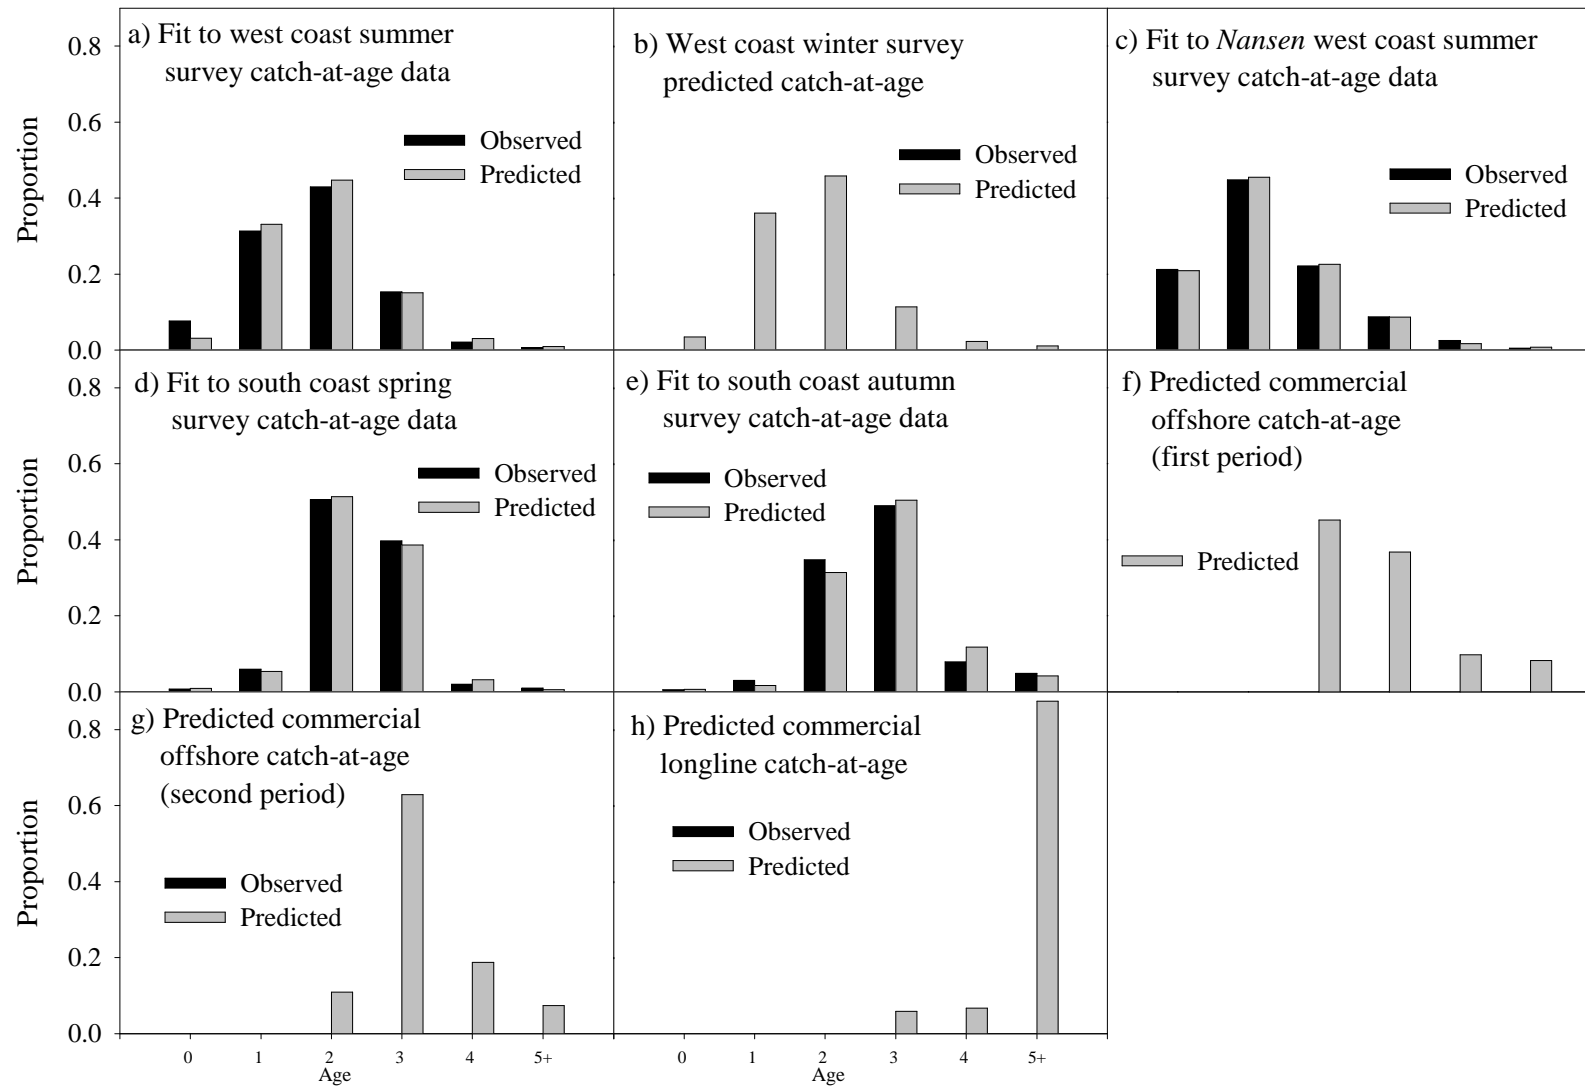 a) Fit to west coast summer
survey catch-at-age data
Observed
Predicted
b) West coast winter survey
predicted catch-at-age
Observed
Predicted
c) Fit to Nansen west coast summer
survey catch-at-age data
Observed
Predicted
Proportion
0.8
0.6
0.4
0.2
0.0
d) Fit to south coast spring
survey catch-at-age data
Observed
Predicted
e) Fit to south coast autumn
survey catch-at-age data
Observed
Predicted
f) Predicted commercial
offshore catch-at-age
(first period)
Predicted
Proportion
0.8
0.6
0.4
0.2
0.0
g) Predicted commercial
offshore catch-at-age
(second period)
Observed
Predicted
h) Predicted commercial
longline catch-at-age
Observed
Predicted
Proportion
0.8
0.6
0.4
0.2
0.0
0 1 2 3 4 5+
Age
0 1 2 3 4 5+
Age